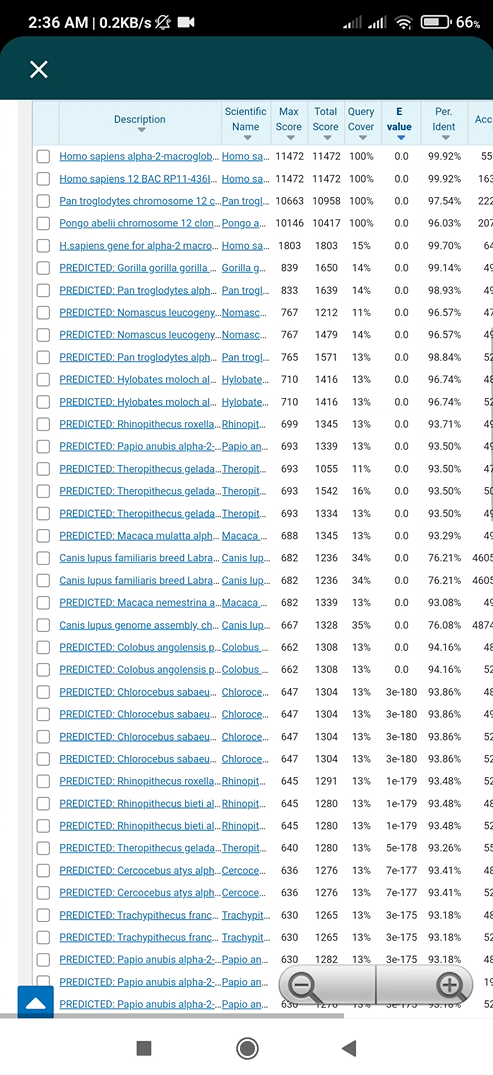 2:36 AM | 0.2KB/s 66%
Description Scientific Name Max Score Total Score Query Cover E value Per. Ident Acc
Homo sapiens alpha-2-macroglob... Homo sa... 11472 11472 100% 0.0 99.92% 55
Homo sapiens 12 BAC RP11-436I... Homo sa... 11472 11472 100% 0.0 99.92% 163
Pan troglodytes chromosome 12 c... Pan trogl... 10663 10958 100% 0.0 97.54% 222
Pongo abelii chromosome 12 clon... Pongo a... 10146 10417 100% 0.0 96.03% 207
H.sapiens gene for alpha-2 macro... Homo sa... 1803 1803 15% 0.0 99.70% 64
PREDICTED: Gorilla gorilla gorilla ... Gorilla g... 839 1650 14% 0.0 99.14% 49
PREDICTED: Pan troglodytes alph... Pan trogl... 833 1639 14% 0.0 98.93% 49
PREDICTED: Nomascus leucogeny... Nomasc... 767 1212 11% 0.0 96.57% 47
PREDICTED: Nomascus leucogeny... Nomasc... 767 1479 14% 0.0 96.57% 49
PREDICTED: Pan troglodytes alph... Pan trogl... 765 1571 13% 0.0 98.84% 52
PREDICTED: Hylobates moloch al... Hylobate... 710 1416 13% 0.0 96.74% 48
PREDICTED: Hylobates moloch al... Hylobate... 710 1416 13% 0.0 96.74% 52
PREDICTED: Rhinopithecus roxella... Rhinopit... 699 1345 13% 0.0 93.71% 49
PREDICTED: Papio anubis alpha-2-... Papio an... 693 1339 13% 0.0 93.50% 49
PREDICTED: Theropithecus gelada... Theropit... 693 1055 11% 0.0 93.50% 47
PREDICTED: Theropithecus gelada... Theropit... 693 1542 16% 0.0 93.50% 50
PREDICTED: Theropithecus gelada... Theropit... 693 1334 13% 0.0 93.50% 49
PREDICTED: Macaca mulatta alph... Macaca ... 688 1345 13% 0.0 93.29% 49
Canis lupus familiaris breed Labra... Canis lup... 682 1236 34% 0.0 76.21% 4605
Canis lupus familiaris breed Labra... Canis lup... 682 1236 34% 0.0 76.21% 4605
PREDICTED: Macaca nemestrina a... Macaca ... 682 1339 13% 0.0 93.08% 49
Canis lupus genome assembly, ch... Canis lup... 667 1328 35% 0.0 76.08% 4874
PREDICTED: Colobus angolensis p... Colobus ... 662 1308 13% 0.0 94.16% 48
PREDICTED: Colobus angolensis p... Colobus ... 662 1308 13% 0.0 94.16% 52
PREDICTED: Chlorocebus sabaeu... Chloroce... 647 1304 13% 3e-180 93.86% 48
PREDICTED: Chlorocebus sabaeu... Chloroce... 647 1304 13% 3e-180 93.86% 52
PREDICTED: Chlorocebus sabaeu... Chloroce... 647 1304 13% 3e-180 93.86% 52
PREDICTED: Chlorocebus sabaeu... Chloroce... 647 1304 13% 3e-180 93.86% 52
PREDICTED: Rhinopithecus roxella... Rhinopit... 645 1291 13% 1e-179 93.48% 52
PREDICTED: Rhinopithecus bieti al... Rhinopit... 645 1280 13% 1e-179 93.48% 48
PREDICTED: Rhinopithecus bieti al... Rhinopit... 645 1280 13% 1e-179 93.48% 52
PREDICTED: Theropithecus gelada... Theropit... 640 1280 13% 5e-178 93.26% 55
PREDICTED: Cercocebus atys alph... Cercoce... 636 1276 13% 7e-177 93.41% 48
PREDICTED: Cercocebus atys alph... Cercoce... 636 1276 13% 7e-177 93.41% 52
PREDICTED: Trachypithecus franc... Trachypit... 630 1265 13% 3e-175 93.18% 48
PREDICTED: Trachypithecus franc... Trachypit... 630 1265 13% 3e-175 93.18% 52
PREDICTED: Papio anubis alpha-2-... Papio an... 630 1282 13% 3e-175 93.18% 48
PREDICTED: Papio anubis alpha-2-... Papio an... 19
PREDICTED: Papio anubis alpha-2-... Papio an... 630 1276 13% 3e-175 93.18% 52